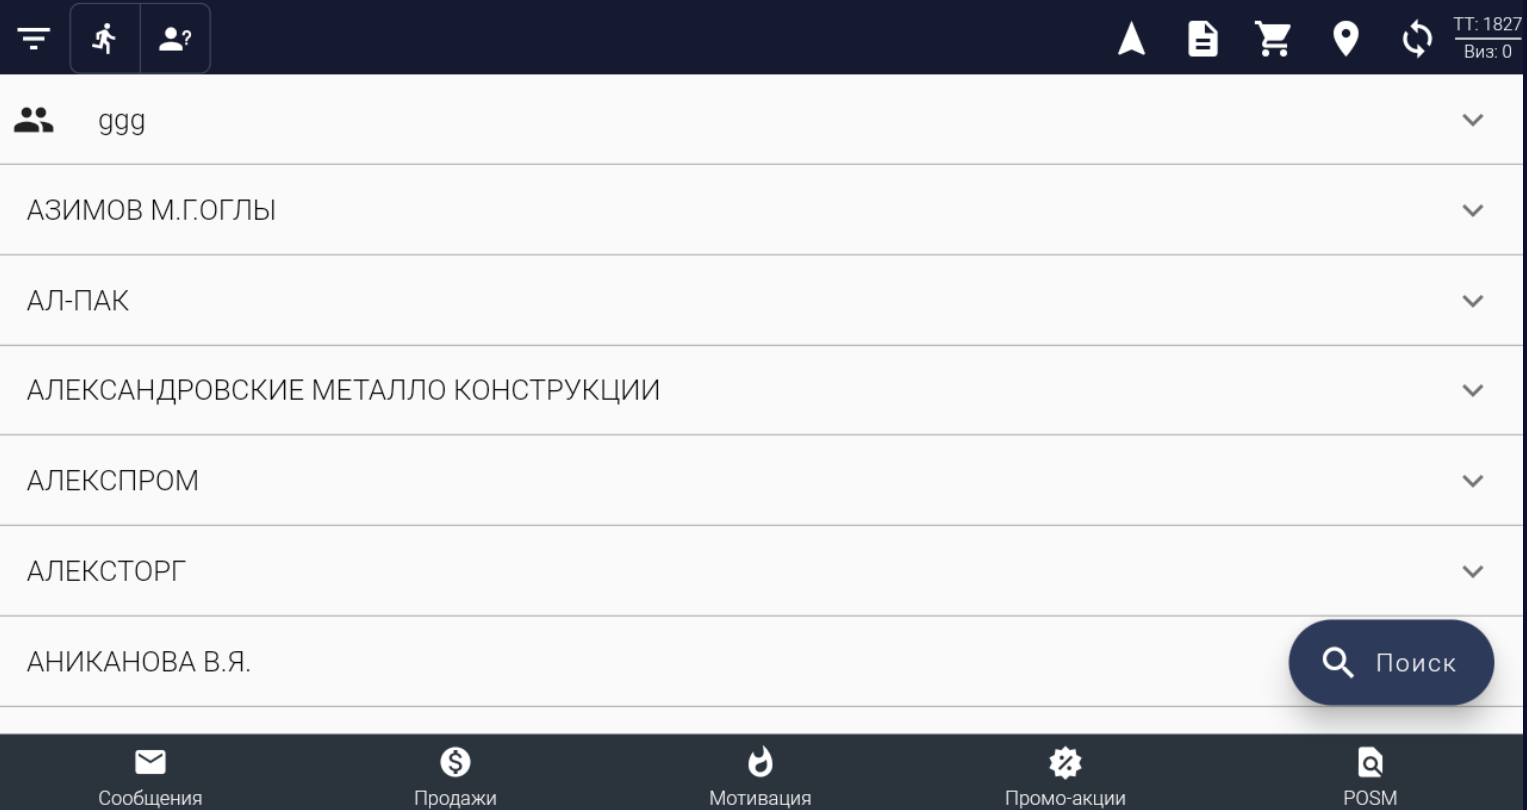 ТТ: 1827
Виз: 0
ggg
АЗИМОВ М.Г.ОГЛЫ
АЛ-ПАК
АЛЕКСАНДРОВСКИЕ МЕТАЛЛО КОНСТРУКЦИИ
АЛЕКСПРОМ
АЛЕКСТОРГ
АНИКАНОВА В.Я.
Поиск
Сообщения
Продажи
Мотивация
Промо-акции
POSM